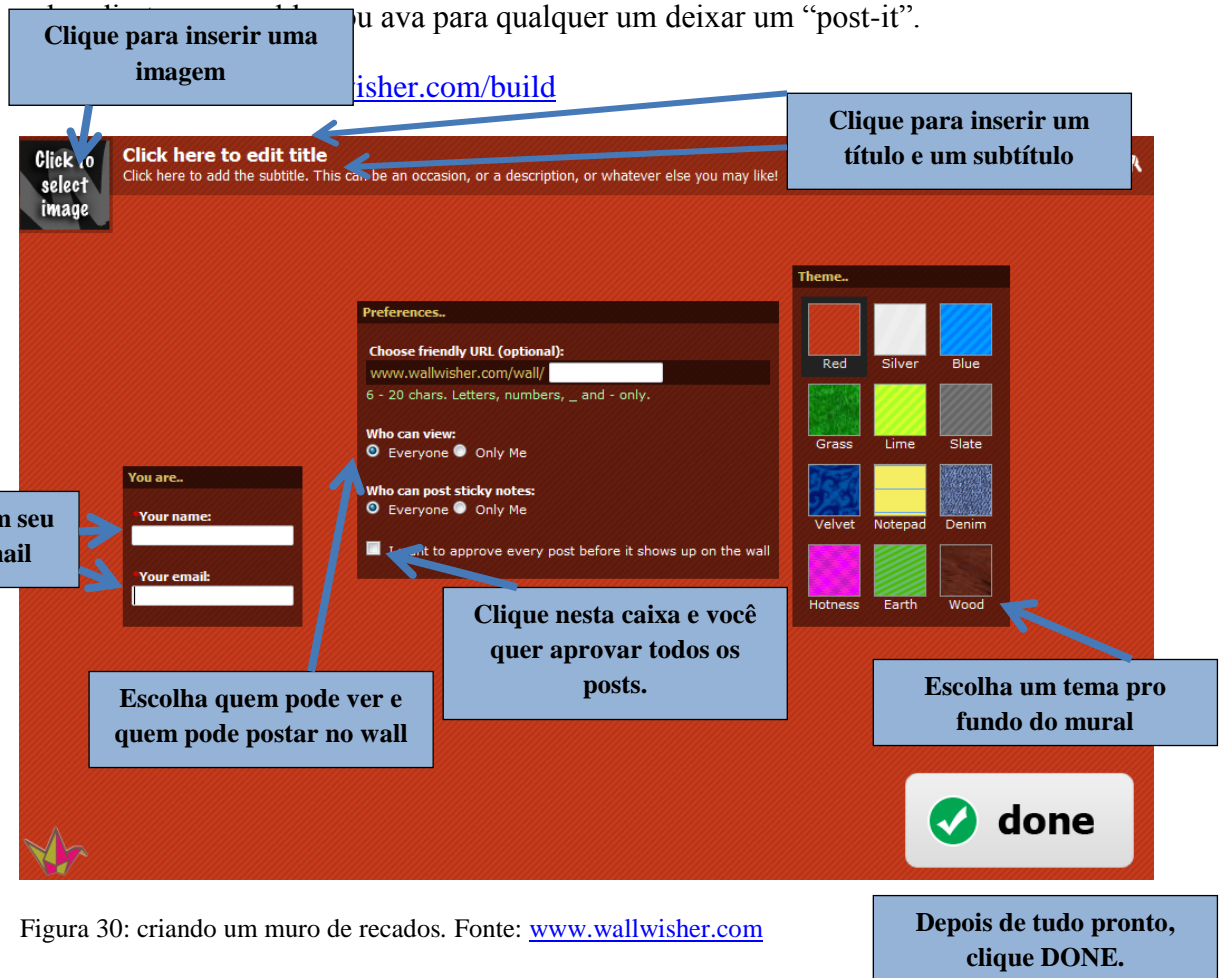 ou ava para qualquer um deixar um “post-it”.
Clique para inserir uma
imagem
isher.com/build
Clique para inserir um
título e um subtítulo
Click to
select
image
Click here to edit title
Click here to add the subtitle. This can be an occasion, or a description, or whatever else you may like!
Theme..
Red Silver Blue
Grass Lime Slate
Velvet Notepad Denim
Hotness Earth Wood
Preferences..
Choose friendly URL (optional):
www.wallwisher.com/wall/
6 - 20 chars. Letters, numbers, _ and - only.
Who can view:
Everyone Only Me
Who can post sticky notes:
Everyone Only Me
I want to approve every post before it shows up on the wall
You are..
*Your name:
*Your email:
m seu
mail
Clique nesta caixa e você
quer aprovar todos os
posts.
Escolha quem pode ver e
quem pode postar no wall
Escolha um tema pro
fundo do mural
done
Figura 30: criando um muro de recados. Fonte: www.wallwisher.com
Depois de tudo pronto,
clique DONE.